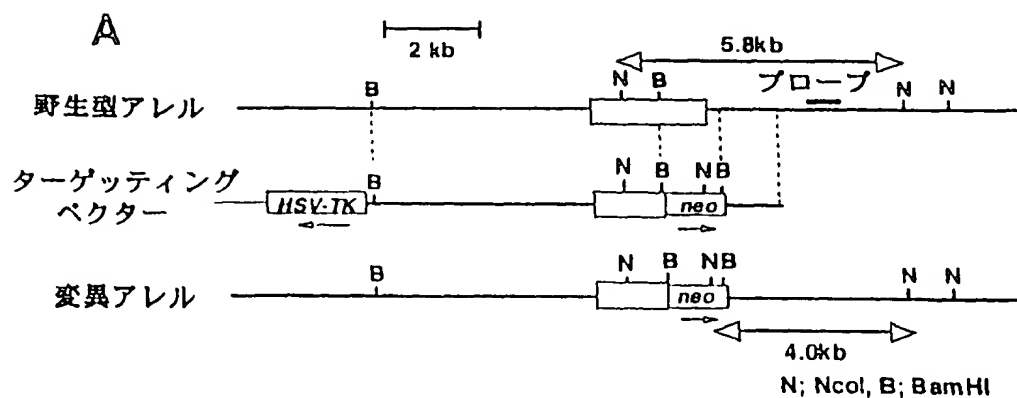 A
2 kb
5.8kb
プローブ
N B N N
野生型アレル
B
ターゲッティング
ベクター
HSV-TK
B
N B N B
neo
変異アレル
B
N B N B
neo
N N
4.0kb
N; NcoI, B; BamHI